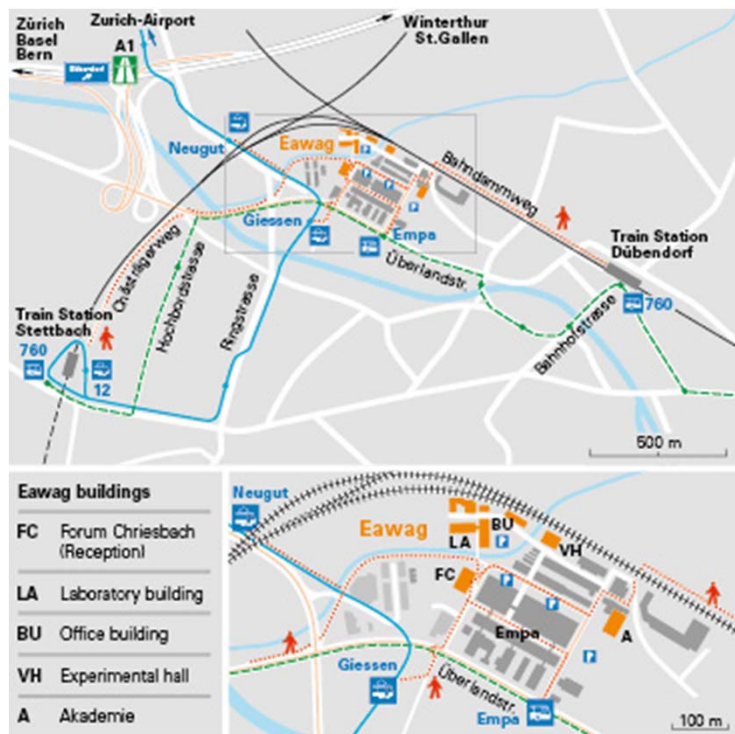 Zürich
Basel
Bern
A1
Zurich-Airport
Winterthur
St.Gallen
Neugut
Eawag
Bahndammweg
Giessen
Empa
Überlandstr.
Train Station
Dübendorf
760
Bahnhofstrasse
Chrästrägerweg
Hochbordstrasse
Ringstrasse
Train Station
Stettbach
760
12
500 m
Eawag buildings
FC Forum Chriesbach
(Reception)
LA Laboratory building
BU Office building
VH Experimental hall
A Akademie
Neugut
Eawag
LA
BU
VH
P
FC
P
P
Empa
A
P
Giessen
Überlandstr.
Empa
100 m